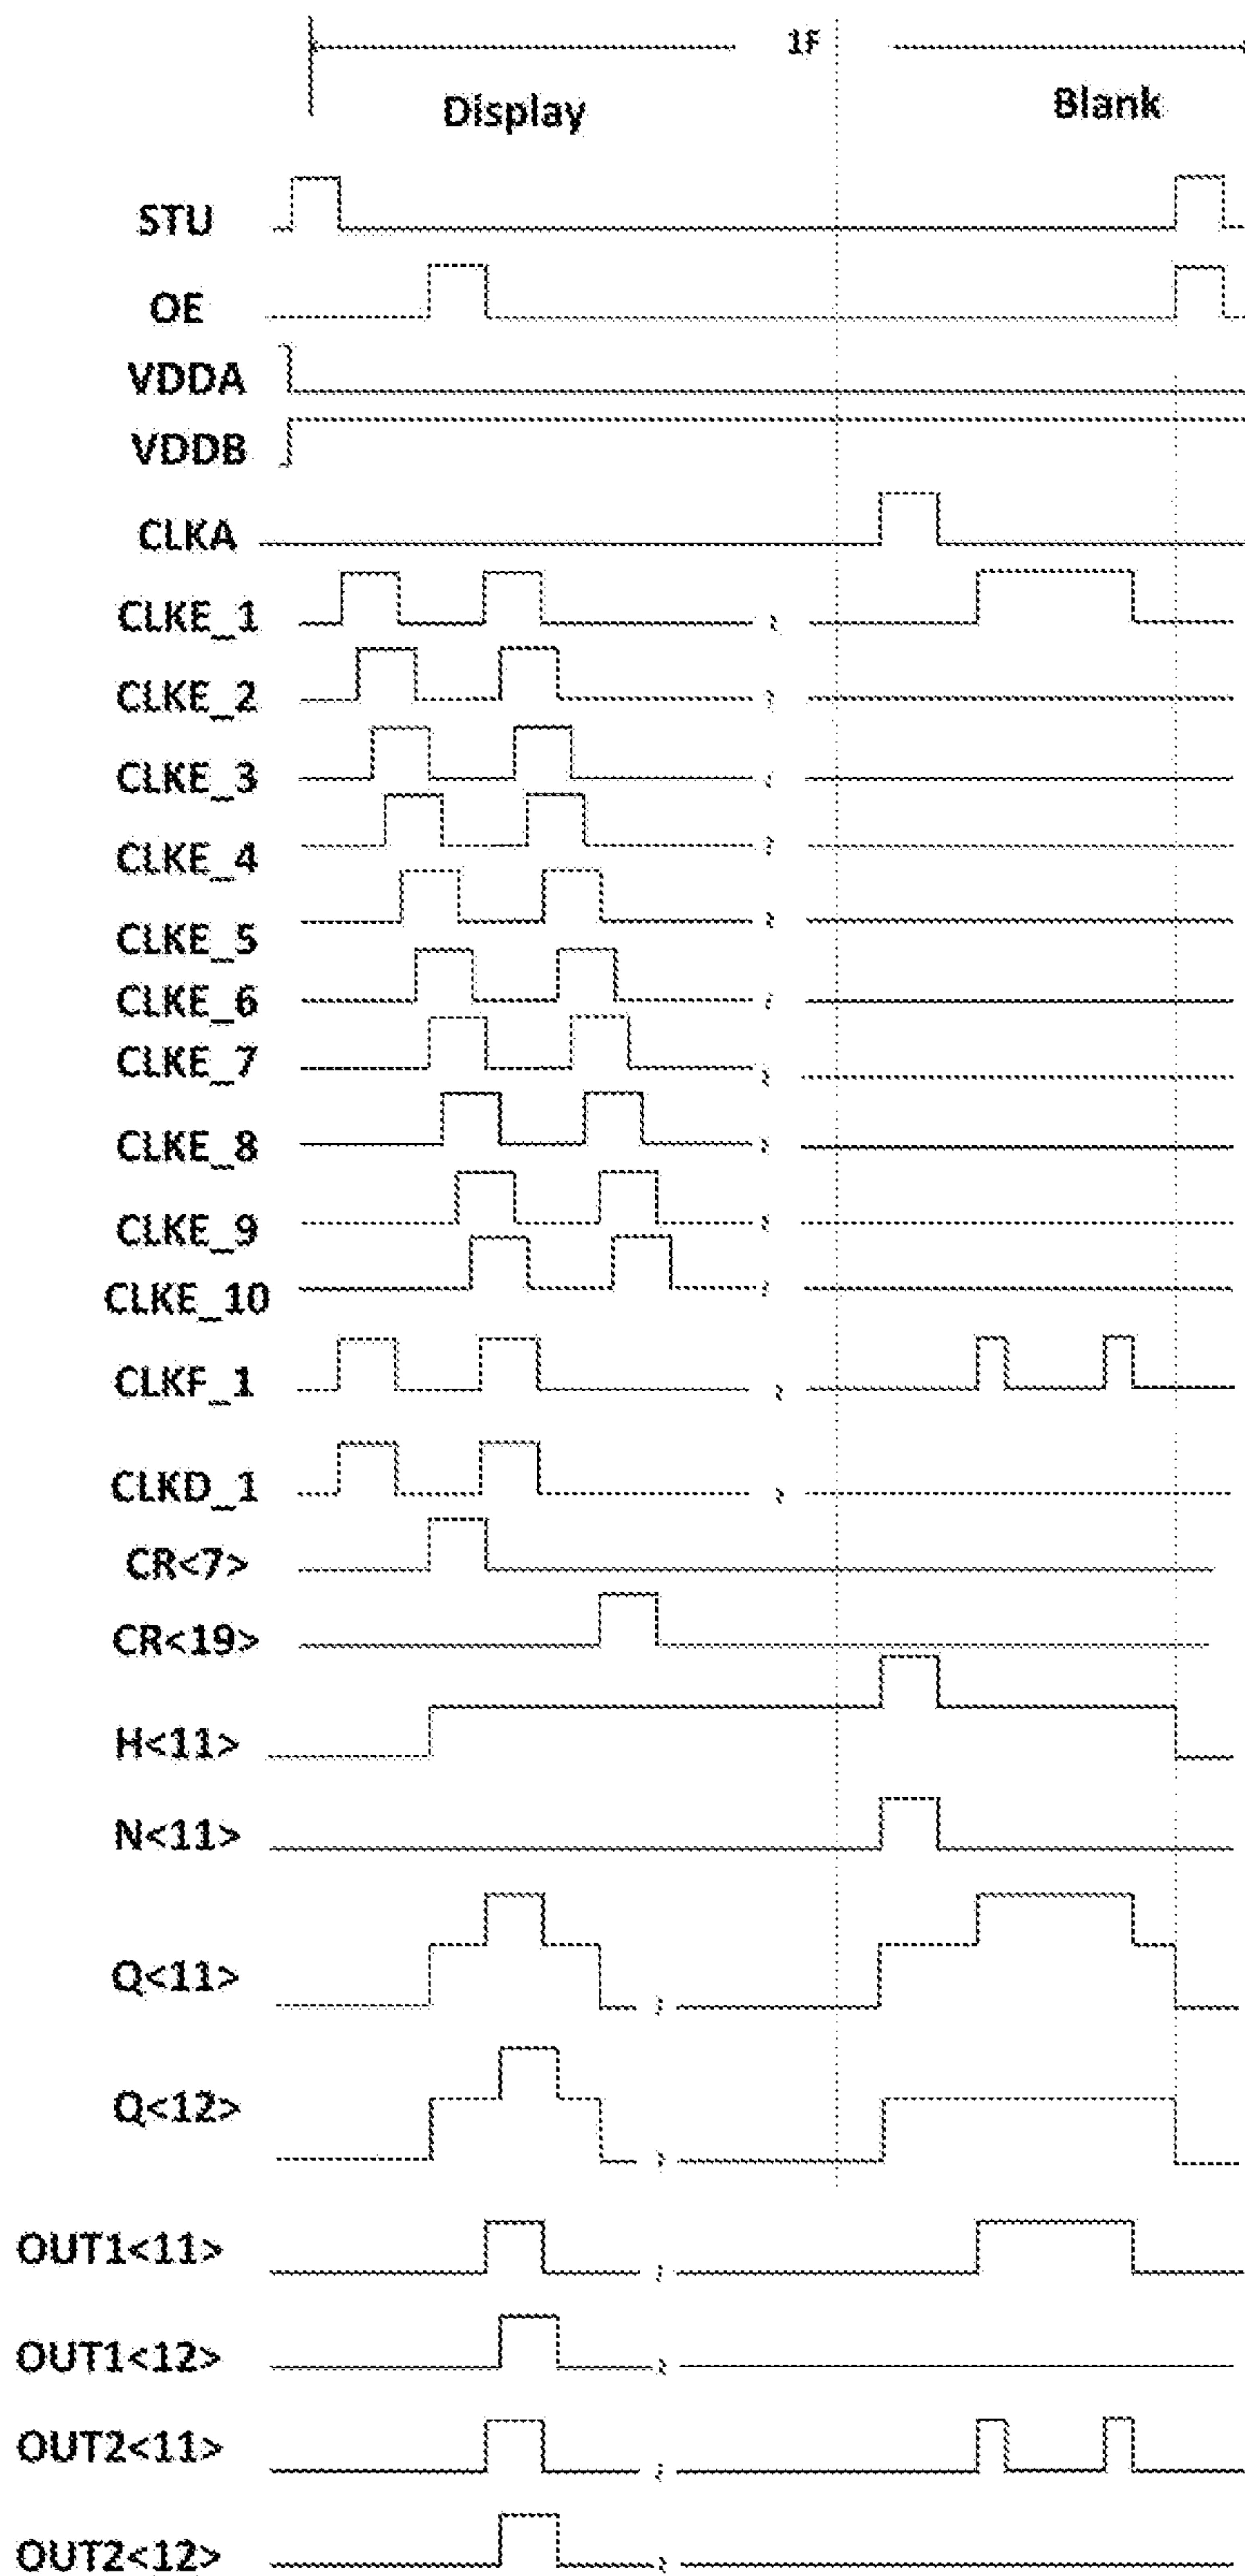 1F
Display
Blank
STU
OE
VDDA
VDDB
CLKA
CLKE_1
CLKE_2
CLKE_3
CLKE_4
CLKE_5
CLKE_6
CLKE_7
CLKE_8
CLKE_9
CLKE_10
CLKF_1
CLKD_1
CR<7>
CR<19>
H<11>
N<11>
Q<11>
Q<12>
OUT1<11>
OUT1<12>
OUT2<11>
OUT2<12>